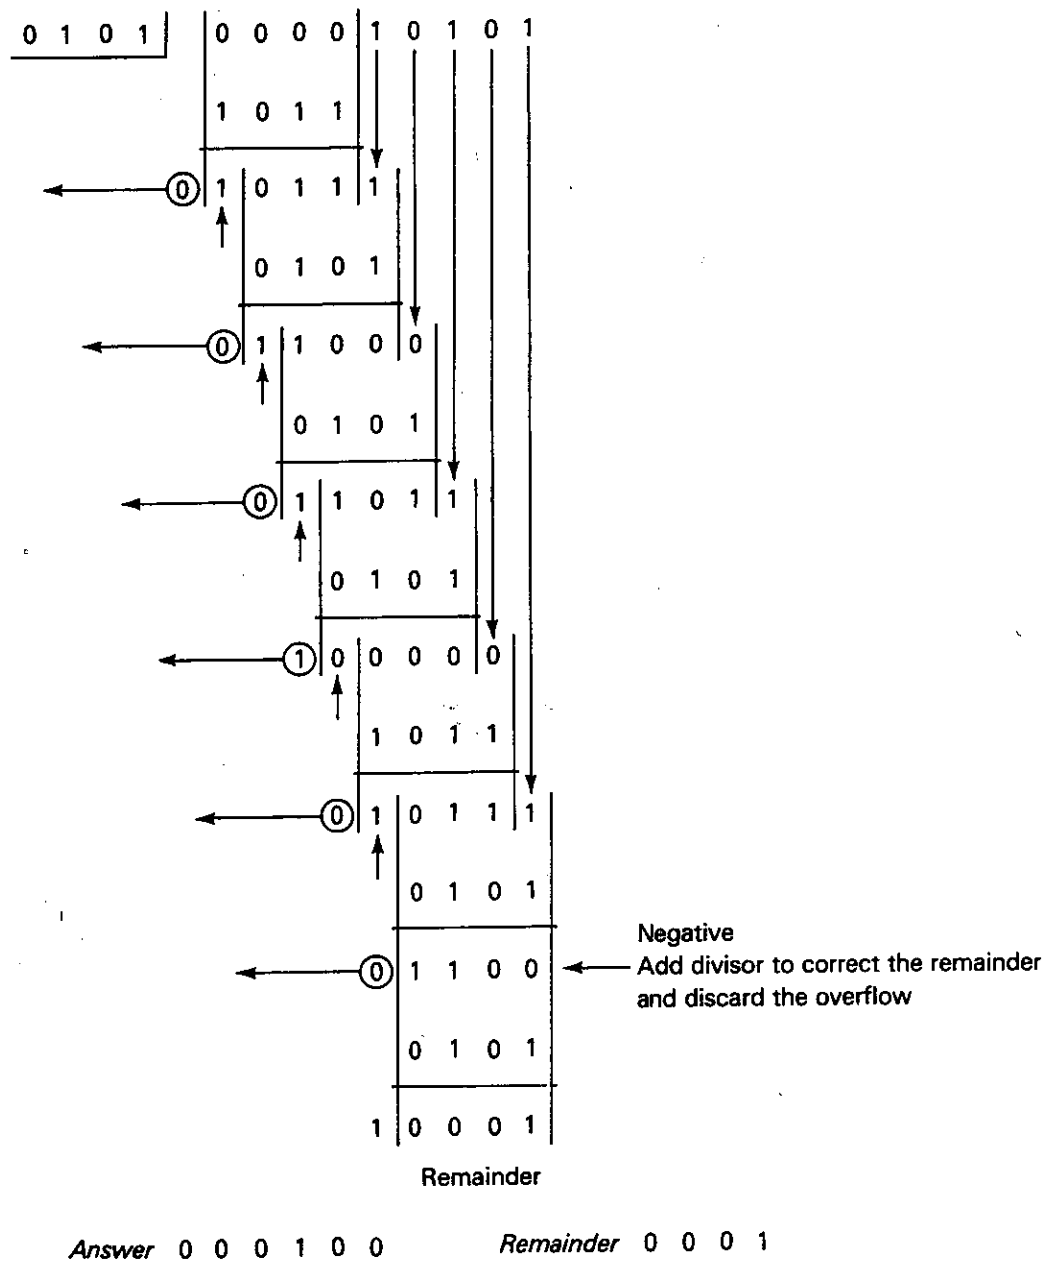 0 1 0 1 0 0 0 0 1 0 1 0 1
1 0 1 1
0 1 0 1 1 1
0 1 0 1
0 1 1 0 0 0
0 1 0 1
0 1 1 0 1 1
0 1 0 1
1 0 0 0 0 0
1 0 1 1
0 1 0 1 1 1
0 1 0 1
Negative
0 1 1 0 0 Add divisor to correct the remainder
and discard the overflow
0 1 0 1
1 0 0 0 1
Remainder
Answer 0 0 0 1 0 0 Remainder 0 0 0 1